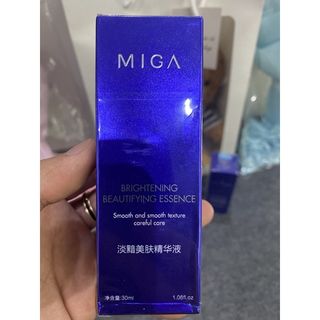 MIGA
BRIGHTENING
BEAUTIFYING ESSENCE
Smooth and smooth texture
careful care
淡黯美肤精华液
净含量:30ml 1.06fl.oz